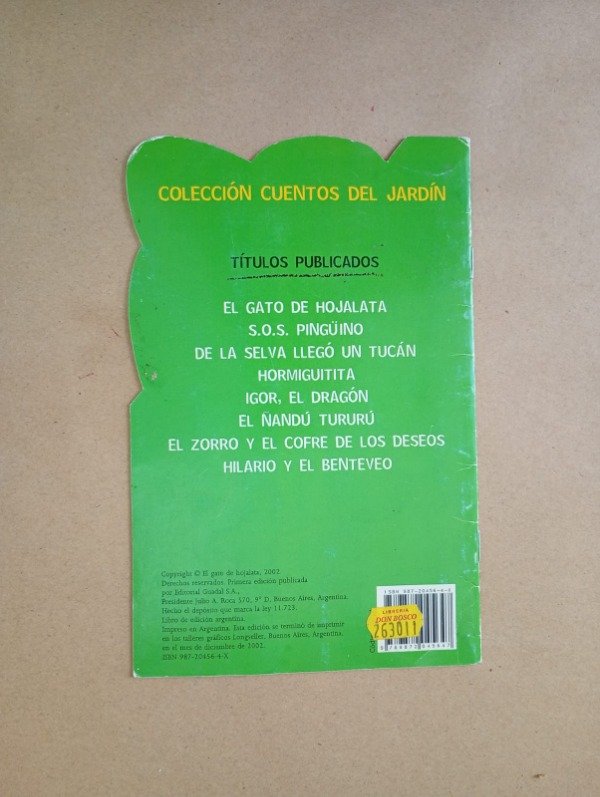 COLECCIÓN CUENTOS DEL JARDÍN
TÍTULOS PUBLICADOS
EL GATO DE HOJALATA
S.O.S. PINGÜINO
DE LA SELVA LLEGÓ UN TUCÁN
HORMIGUITITA
IGOR, EL DRAGÓN
EL ÑANDÚ TURURÚ
EL ZORRO Y EL COFRE DE LOS DESEOS
HILARIO Y EL BENTEVEO
Copyright © El gato de hojalata, 2002.
Derechos reservados. Primera edición publicada
por Editorial Guadal S.A.,
Presidente Julio A. Roca 570, 9° D, Buenos Aires, Argentina.
Hecho el depósito que marca la ley 11.723.
Libro de edición argentina.
Impreso en Argentina. Esta edición se terminó de imprimir
en los talleres gráficos Longseller, Buenos Aires, Argentina,
en el mes de diciembre de 2002.
ISBN 987-20456-4-X
ISBN 987-20456-4-X
LIBRERIA
DON BOSCO
263011